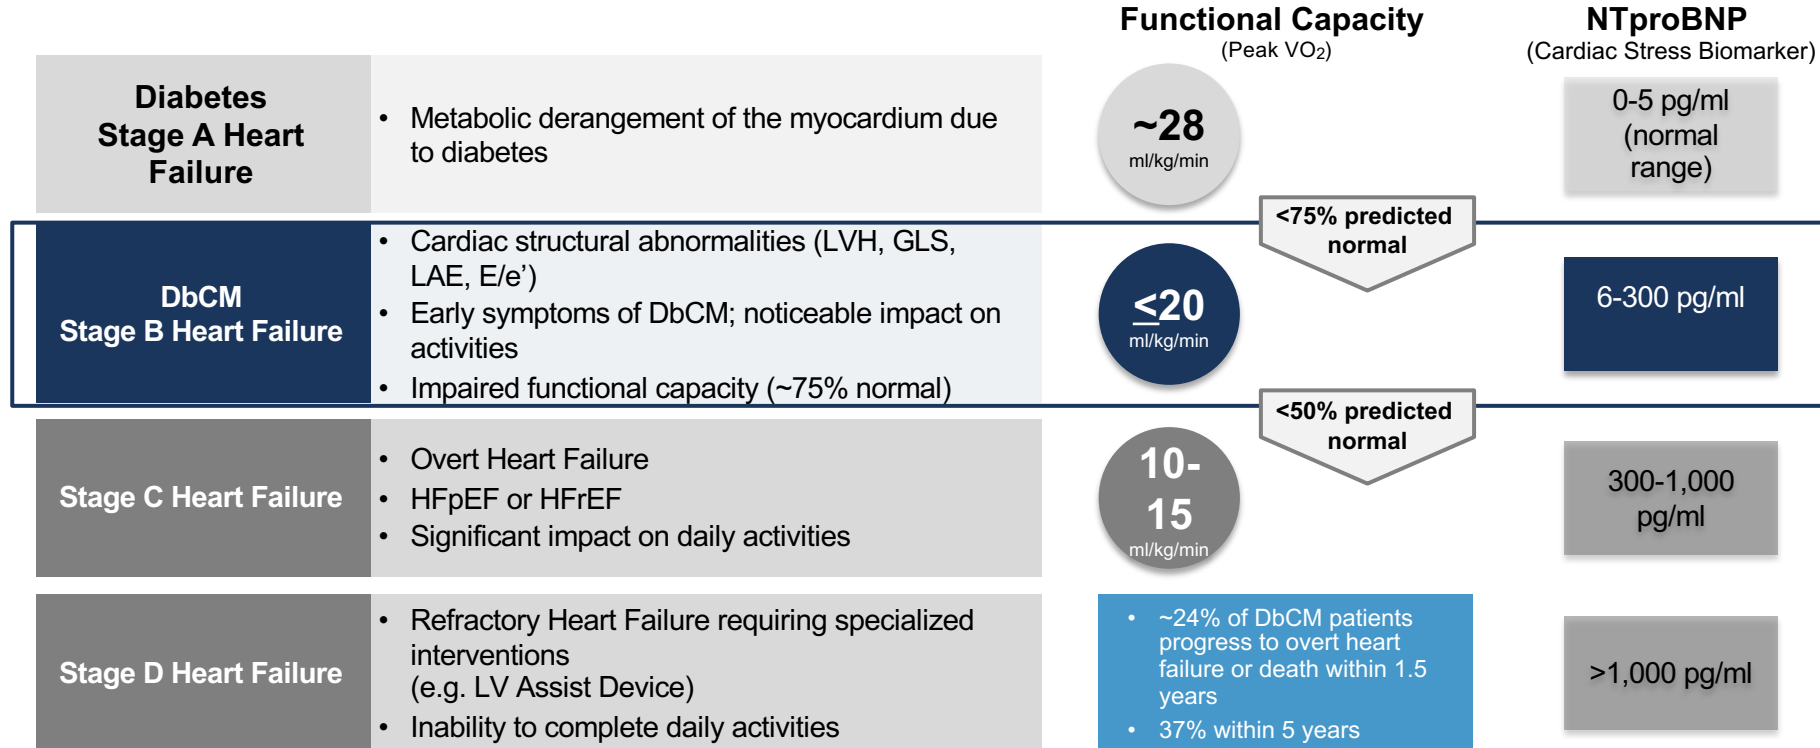 Functional Capacity
(Peak VO2)
NTproBNP
(Cardiac Stress Biomarker)
Diabetes
Stage A Heart
Failure
• Metabolic derangement of the myocardium due
to diabetes
~28
ml/kg/min
0-5 pg/ml
(normal
range)
<75% predicted
normal
DbCM
Stage B Heart Failure
• Cardiac structural abnormalities (LVH, GLS,
LAE, E/e’)
• Early symptoms of DbCM; noticeable impact on
activities
• Impaired functional capacity (~75% normal)
≤20
ml/kg/min
6-300 pg/ml
<50% predicted
normal
Stage C Heart Failure
• Overt Heart Failure
• HFpEF or HFrEF
• Significant impact on daily activities
10-
15
ml/kg/min
300-1,000
pg/ml
Stage D Heart Failure
• Refractory Heart Failure requiring specialized
interventions
(e.g. LV Assist Device)
• Inability to complete daily activities
• ~24% of DbCM patients
progress to overt heart
failure or death within 1.5
years
• 37% within 5 years
>1,000 pg/ml